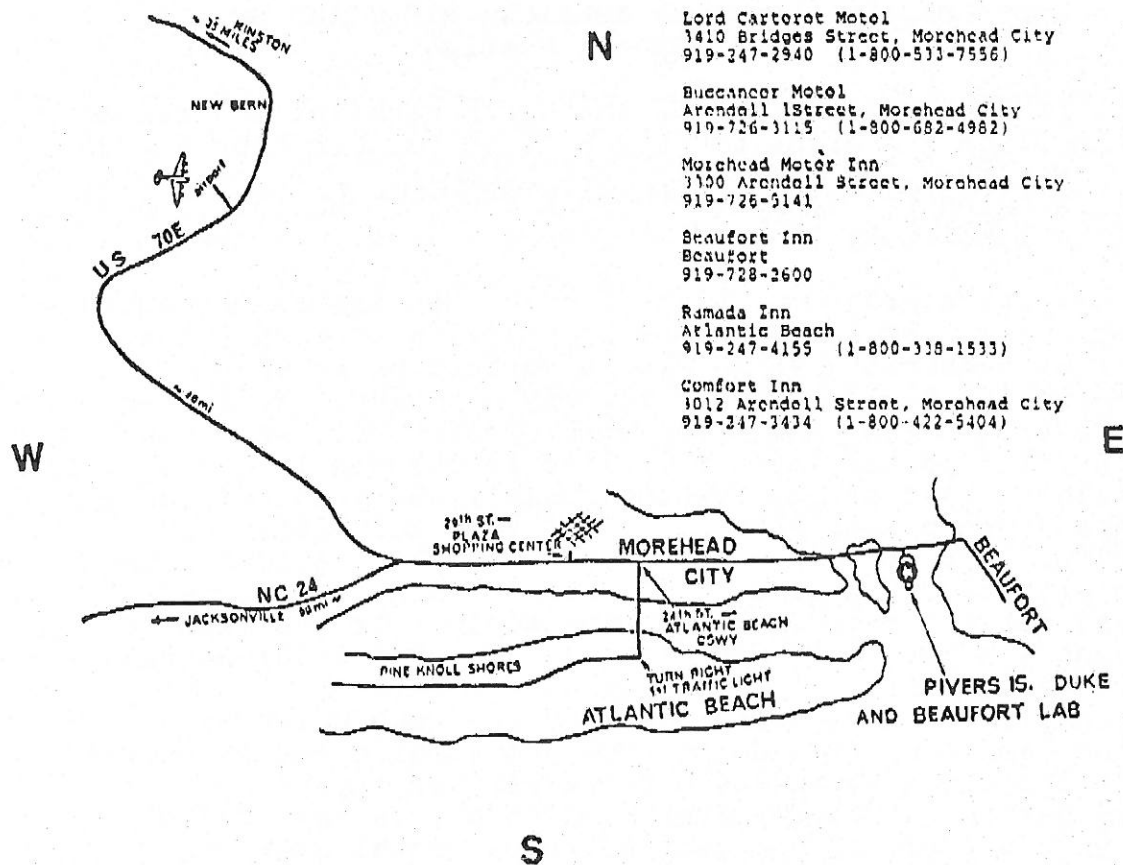 N
Lord Carterot Motel
3410 Bridges Street, Morehead City
919-247-2940 (1-800-533-7556)
Buccaneer Motel
Arendell lStreet, Morehead City
919-726-3115 (1-800-682-4982)
Morehead Motor Inn
3300 Arendell Street, Morehead City
919-726-5141
Beaufort Inn
Beaufort
919-728-2600
Ramada Inn
Atlantic Beach
919-247-4155 (1-800-338-1533)
Comfort Inn
3012 Arendell Street, Morehead City
919-247-3434 (1-800-422-5404)
KINSTON
35 MILES
NEW BERN
airport
US 70E
W
E
PLAZA
SHOPPING CENTER
MOREHEAD
CITY
BEAUFORT
NC 24
JACKSONVILLE
24th ST.
ATLANTIC BEACH
CSWY
PINE KNOLL SHORES
TURN RIGHT
1st TRAFFIC LIGHT
ATLANTIC BEACH
PIVERS IS. DUKE
AND BEAUFORT LAB
S